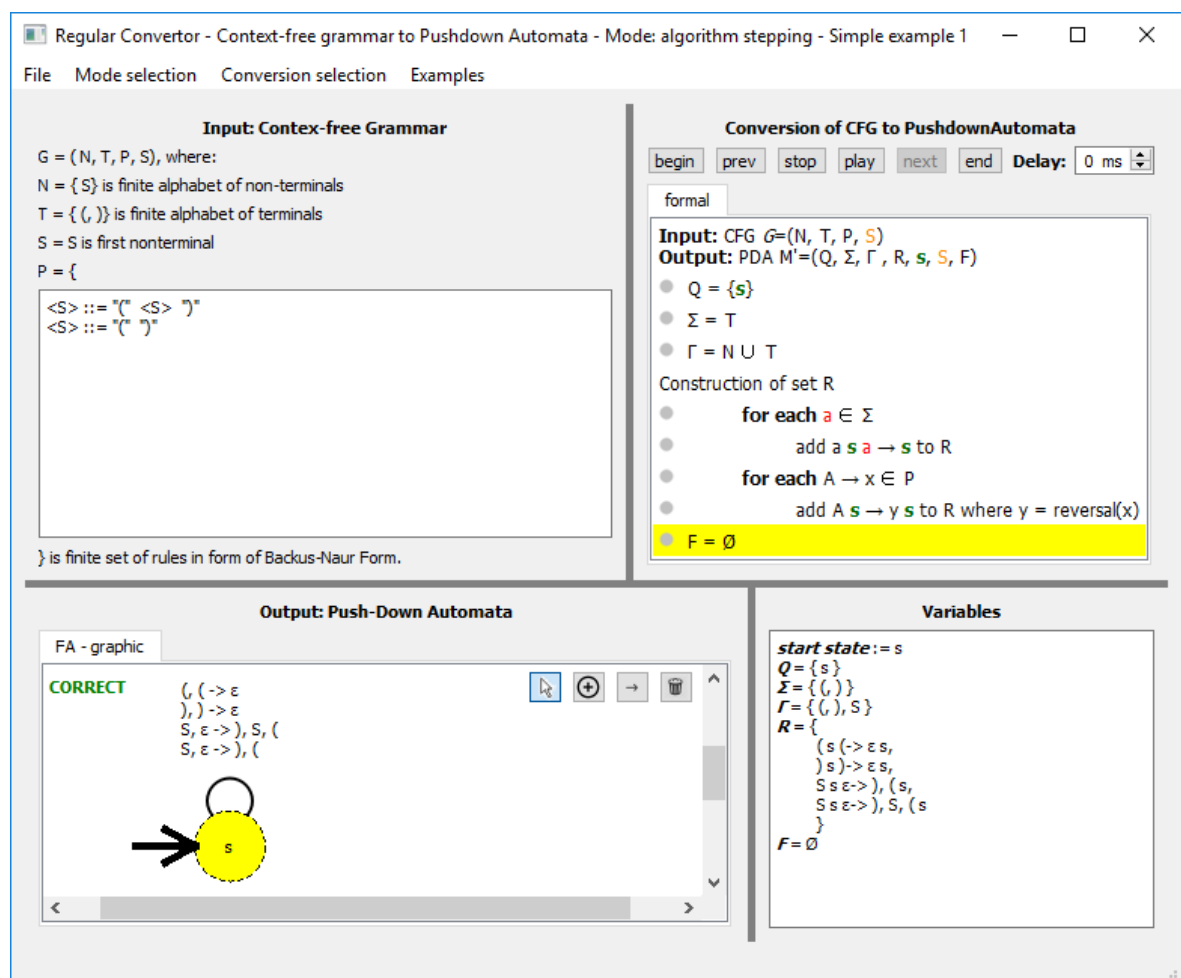 Regular Convertor - Context-free grammar to Pushdown Automata - Mode: algorithm stepping - Simple example 1
File Mode selection Conversion selection Examples
Input: Contex-free Grammar
G = (N, T, P, S), where:
N = { S} is finite alphabet of non-terminals
T = { (, )} is finite alphabet of terminals
S = S is first nonterminal
P = {
<S> ::= "(" <S> ")"
<S> ::= "(" ")"
} is finite set of rules in form of Backus-Naur Form.
Conversion of CFG to PushdownAutomata
begin prev stop play next end Delay: 0 ms
formal
Input: CFG G=(N, T, P, S)
Output: PDA M'=(Q, Σ, Γ , R, s, S, F)
Q = {s}
Σ = T
Γ = N ∪ T
Construction of set R
for each a ∈ Σ
add a s a → s to R
for each A → x ∈ P
add A s → y s to R where y = reversal(x)
F = Ø
Output: Push-Down Automata
FA - graphic
CORRECT
(, ( -> ε
), ) -> ε
S, ε -> ), S, (
S, ε -> ), (
s
Variables
start state := s
Q = { s }
Σ = { (, ) }
Γ = { (, ), S }
R = {
( s (-> ε s,
) s )-> ε s,
S s ε-> ), ( s,
S s ε-> ), S, ( s
}
F = Ø